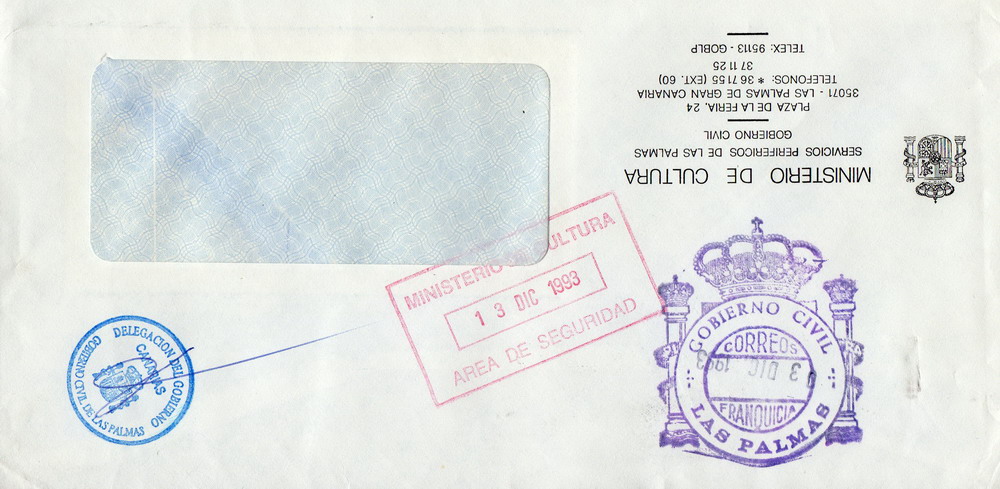 MINISTERIO DE CULTURA
SERVICIOS PERIFERICOS DE LAS PALMAS
GOBIERNO CIVIL
PLAZA DE LA FERIA, 24
35071 - LAS PALMAS DE GRAN CANARIA
TELEFONOS: * 36 71 55 (EXT. 60)
37 11 25
TELEX: 95113 - GOBLP
MINISTERIO CULTURA
1 3 DIC 1993
AREA DE SEGURIDAD
GOBIERNO CIVIL
CORREOS
0 3 DIC 1993
FRANQUICIA
LAS PALMAS
DELEGACION DEL GOBIERNO
CANARIAS
GOBIERNO CIVIL DE LAS PALMAS